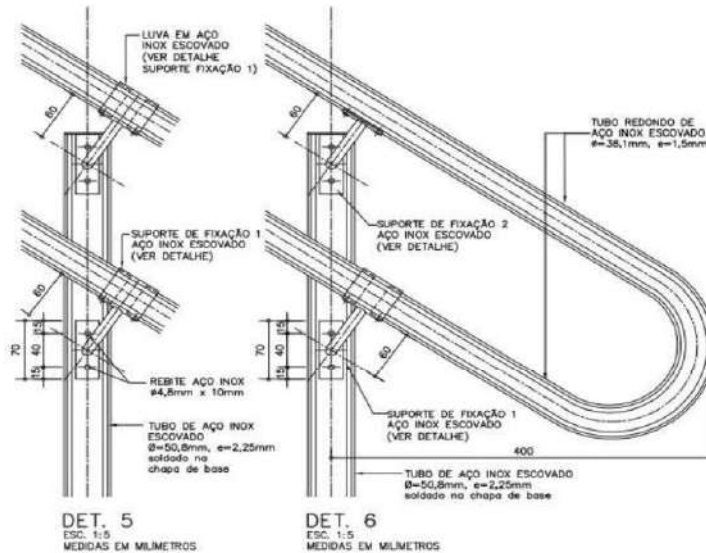 LUVA EM AÇO
INOX ESCOVADO
(VER DETALHE
SUPORTE FIXAÇÃO 1)
60
SUPORTE DE FIXAÇÃO 1
AÇO INOX ESCOVADO
(VER DETALHE)
60
15
70
40
15
REBITE AÇO INOX
Ø4,8mm x 10mm
TUBO DE AÇO INOX
ESCOVADO
Ø=50,8mm, e=2,25mm
soldado na
chapa de base
DET. 5
ESC. 1:5
MEDIDAS EM MILÍMETROS
60
TUBO REDONDO DE
AÇO INOX ESCOVADO
Ø=38,1mm, e=1,5mm
SUPORTE DE FIXAÇÃO 2
AÇO INOX ESCOVADO
(VER DETALHE)
15
70
40
15
60
SUPORTE DE FIXAÇÃO 1
AÇO INOX ESCOVADO
(VER DETALHE)
400
TUBO DE AÇO INOX ESCOVADO
Ø=50,8mm, e=2,25mm
soldado na chapa de base
DET. 6
ESC. 1:5
MEDIDAS EM MILÍMETROS